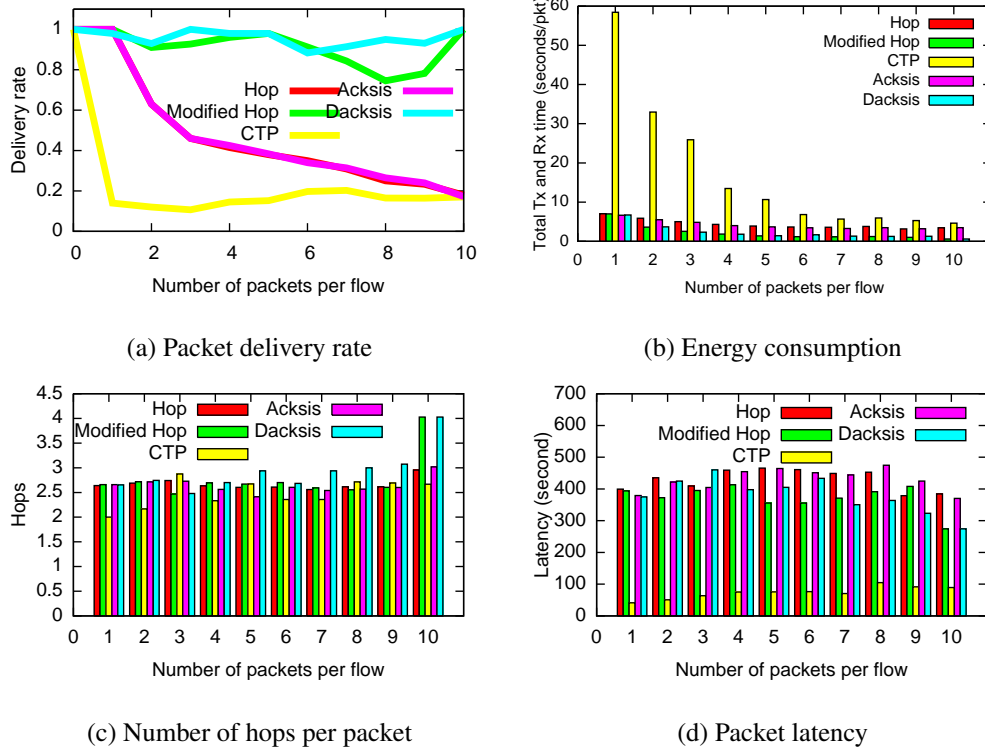 1
0.8
0.6
0.4
0.2
0
Delivery rate
Hop
Modified Hop
CTP
Acksis
Dacksis
0 2 4 6 8 10
Number of packets per flow
(a) Packet delivery rate
60
50
40
30
20
10
0
Total Tx and Rx time (seconds/pkt)
Hop
Modified Hop
CTP
Acksis
Dacksis
1 2 3 4 5 6 7 8 9 10
Number of packets per flow
(b) Energy consumption
4.5
4
3.5
3
2.5
2
1.5
1
0.5
0
Hops
Hop
Modified Hop
CTP
Acksis
Dacksis
0 1 2 3 4 5 6 7 8 9 10
Number of packets per flow
(c) Number of hops per packet
700
600
500
400
300
200
100
0
Latency (second)
Hop
Modified Hop
CTP
Acksis
Dacksis
0 1 2 3 4 5 6 7 8 9 10
Number of packets per flow
(d) Packet latency